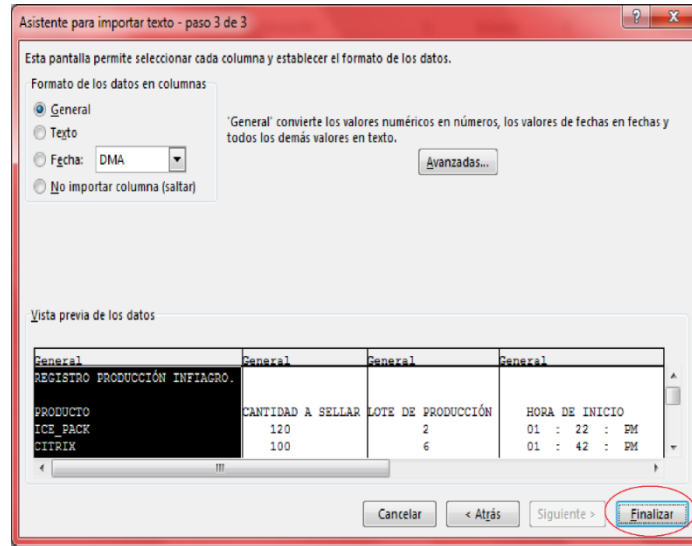 Asistente para importar texto - paso 3 de 3
Esta pantalla permite seleccionar cada columna y establecer el formato de los datos.
Formato de los datos en columnas
General
Texto
Fecha: DMA
No importar columna (saltar)
'General' convierte los valores numéricos en números, los valores de fechas en fechas y
todos los demás valores en texto.
Avanzadas...
Vista previa de los datos
General General General General
REGISTRO PRODUCCIÓN INFIAGRO.
PRODUCTO CANTIDAD A SELLAR LOTE DE PRODUCCIÓN HORA DE INICIO
ICE_PACK 120 2 01 : 22 : PM
CITRIX 100 6 01 : 42 : PM
Cancelar < Atrás Siguiente > Finalizar